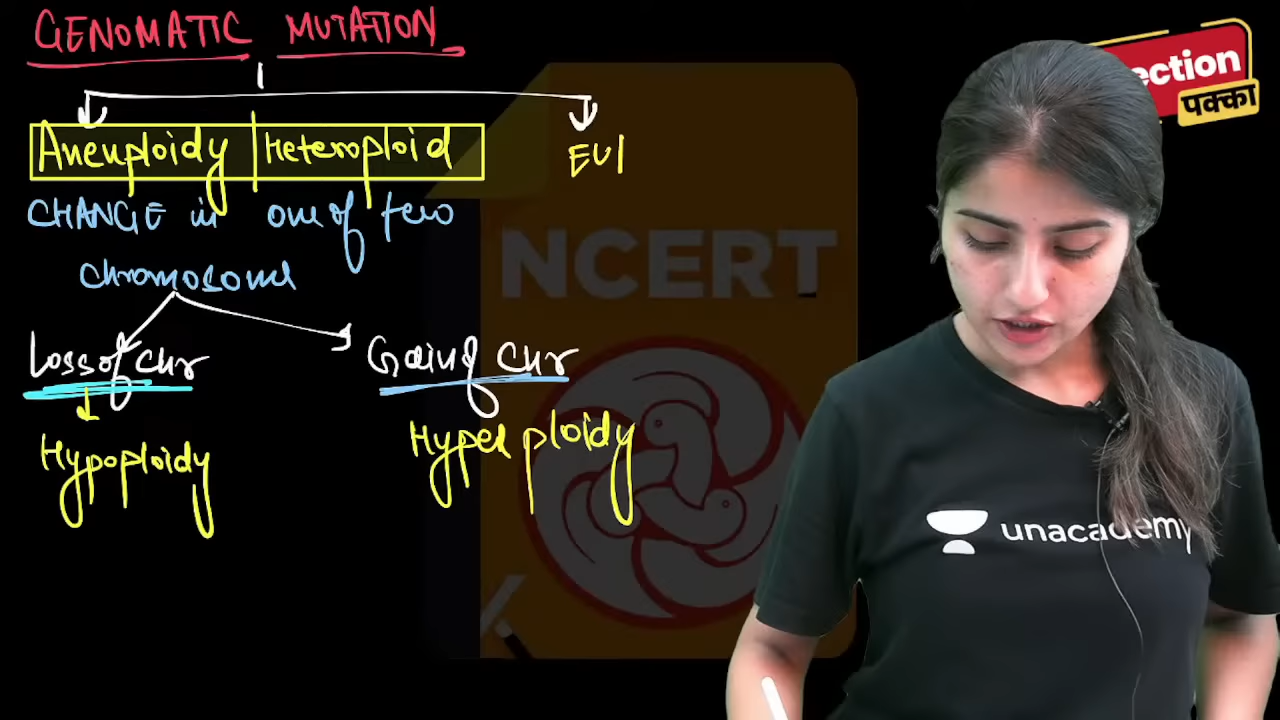 GENOMATIC MUTATION
Aneuploidy | Heteroploid
EUI
CHANGE in one of few
chromosome
Loss of chr
Gain of chr
Hypoploidy
Hyperploidy
NCERT
ection
पक्का
unacademy